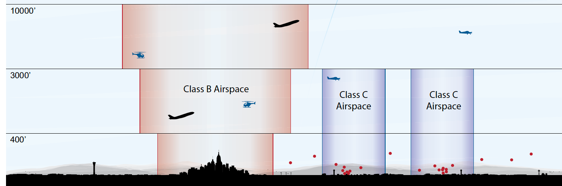 10000'
3000'
Class B Airspace
Class C
Airspace
Class C
Airspace
400'